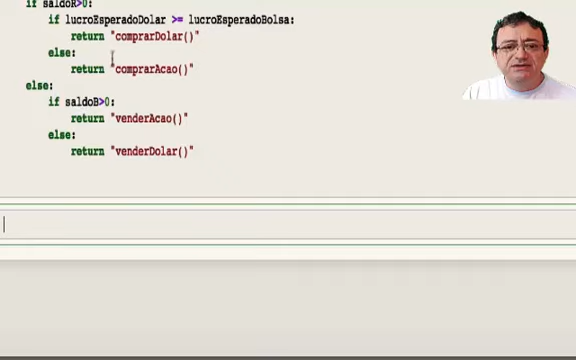 if saldoR>0:
if lucroEsperadoDolar >= lucroEsperadoBolsa:
return "comprarDolar()"
else:
return "comprarAcao()"
else:
if saldoB>0:
return "venderAcao()"
else:
return "venderDolar()"